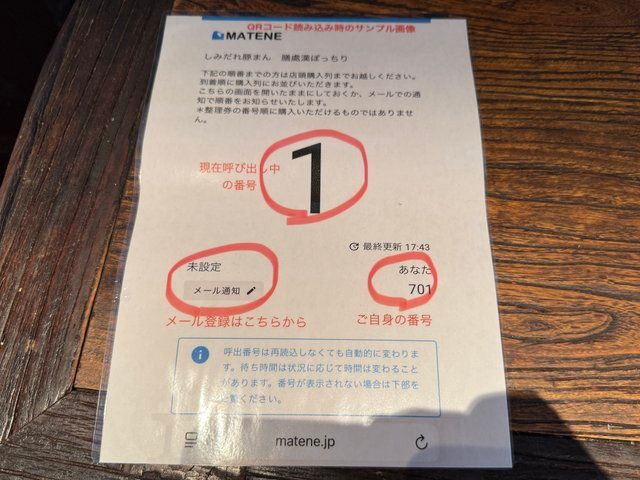 QRコード読み込み時のサンプル画像
MATENE
しみだれ豚まん 膳處漢ぽっちり
下記の順番までの方は店頭購入列までお越しください。
到着順に購入列にお並びいただきます。
こちらの画面を開いたままにしておくか、メールでの通
知で順番をお知らせいたします。
※整理券の番号順に購入いただけるものではありませ
ん。
現在呼び出し中
の番号
1
最終更新 17:43
未設定
メール通知
あなた
701
メール登録はこちらから
ご自身の番号
呼出番号は再読込しなくても自動的に変わりま
す。待ち時間は状況に応じて時間は変わること
があります。番号が表示されない場合は下部を
ご覧ください。
matene.jp